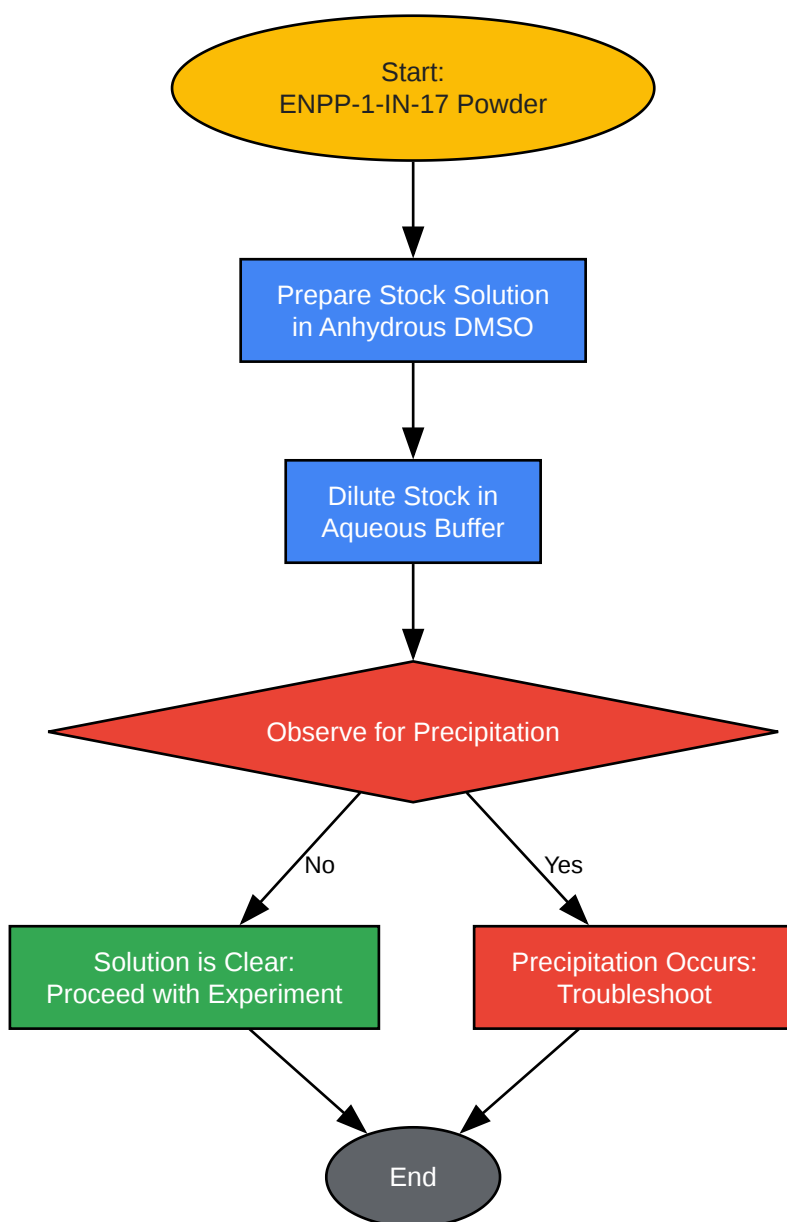 Start:
ENPP-1-IN-17 Powder
Prepare Stock Solution
in Anhydrous DMSO
Dilute Stock in
Aqueous Buffer
Observe for Precipitation
No
Yes
Solution is Clear:
Proceed with Experiment
Precipitation Occurs:
Troubleshoot
End